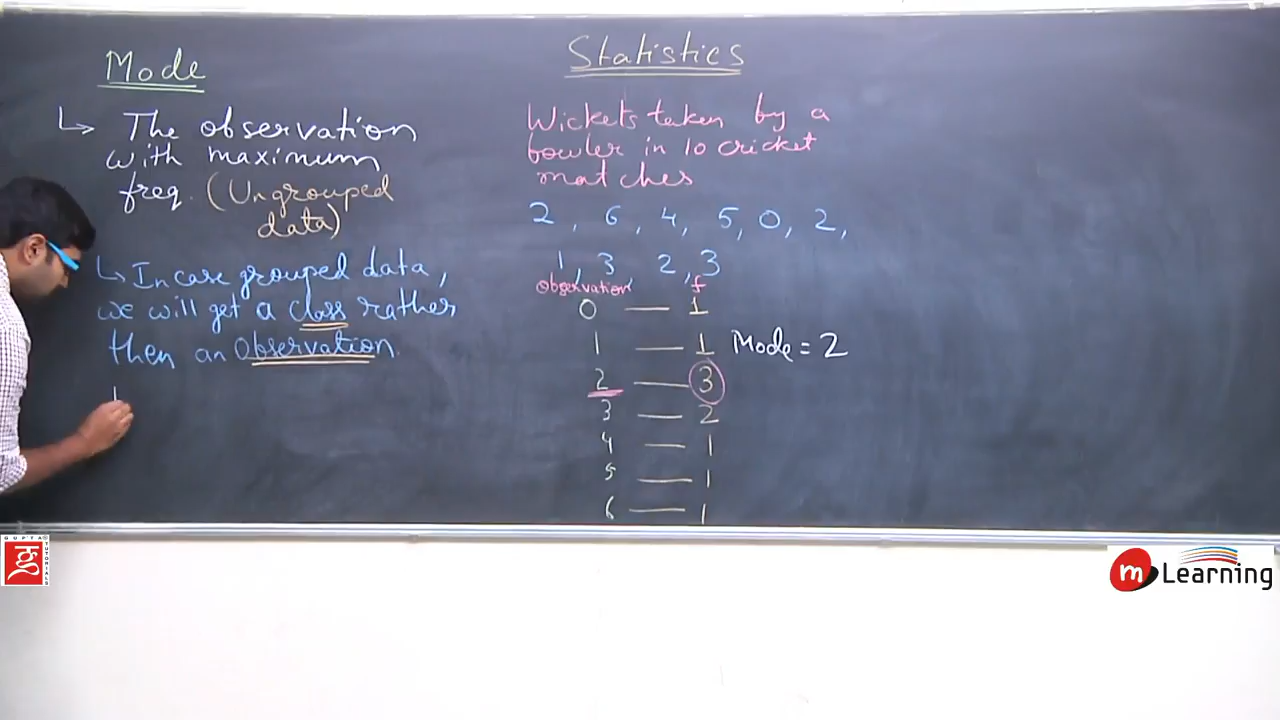 Mode
↳ The observation
with maximum
freq. (Ungrouped
data)
↳ In case grouped data,
we will get a class rather
then an Observation.
Statistics
Wickets taken by a
bowler in 10 cricket
matches
2, 6, 4, 5, 0, 2,
1, 3, 2, 3
Observation f
0 — 1
1 — 1
2 — 3
3 — 2
4 — 1
5 — 1
6 — 1
Mode = 2
GUPTA
TUTORIALS
m Learning